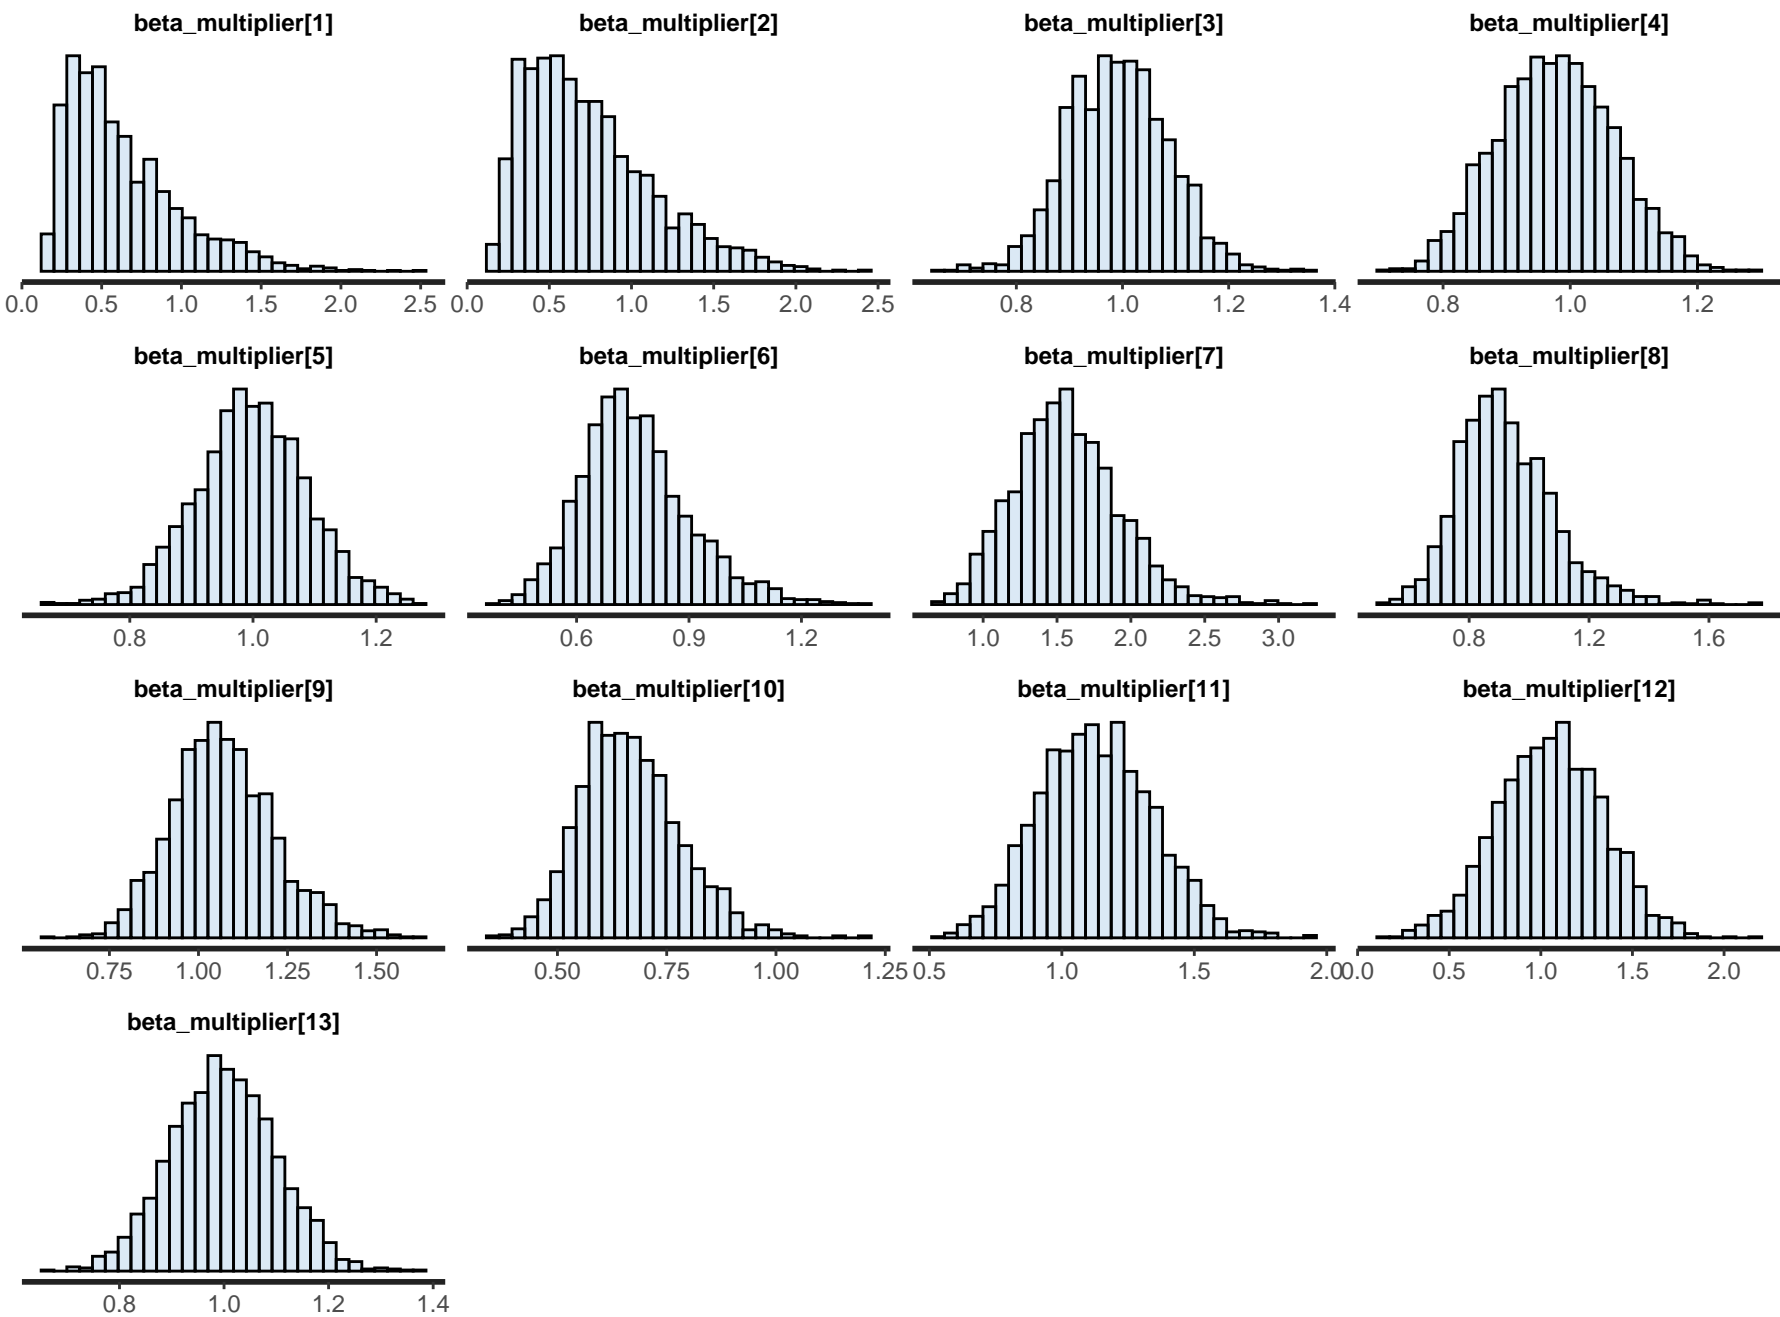 beta_multiplier[1] beta_multiplier[2] beta_multiplier[3] beta_multiplier[4]
0.0 0.5 1.0 1.5 2.0 2.5 0.0 0.5 1.0 1.5 2.0 2.5 0.8 1.0 1.2 1.4 0.8 1.0 1.2
beta_multiplier[5] beta_multiplier[6] beta_multiplier[7] beta_multiplier[8]
0.8 1.0 1.2 0.6 0.9 1.2 1.0 1.5 2.0 2.5 3.0 0.8 1.2 1.6
beta_multiplier[9] beta_multiplier[10] beta_multiplier[11] beta_multiplier[12]
0.75 1.00 1.25 1.50 0.50 0.75 1.00 1.25 0.5 1.0 1.5 2.0 0.0 0.5 1.0 1.5 2.0
beta_multiplier[13]
0.8 1.0 1.2 1.4